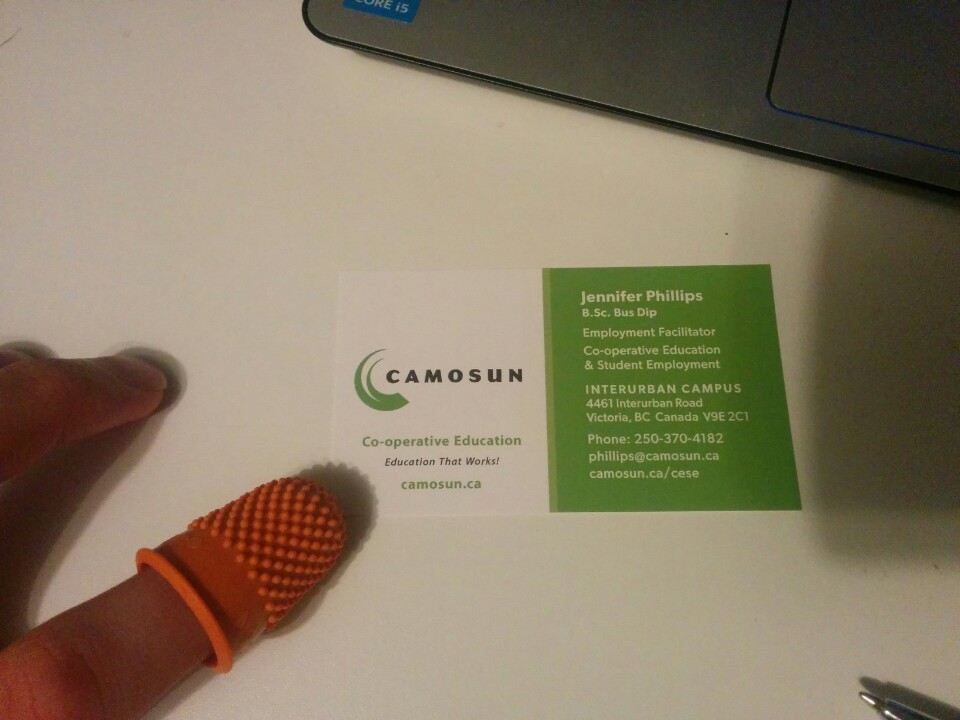 CORE i5
CAMOSUN
Co-operative Education
Education That Works!
camosun.ca
Jennifer Phillips
B.Sc. Bus Dip
Employment Facilitator
Co-operative Education
& Student Employment
INTERURBAN CAMPUS
4461 Interurban Road
Victoria, BC Canada V9E 2C1
Phone: 250-370-4182
phillips@camosun.ca
camosun.ca/cese